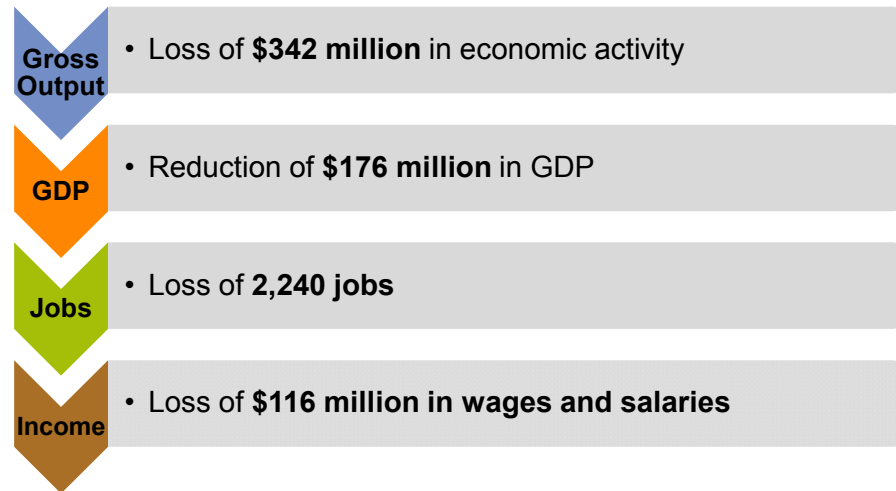 Gross
Output
• Loss of $342 million in economic activity
GDP
• Reduction of $176 million in GDP
Jobs
• Loss of 2,240 jobs
Income
• Loss of $116 million in wages and salaries